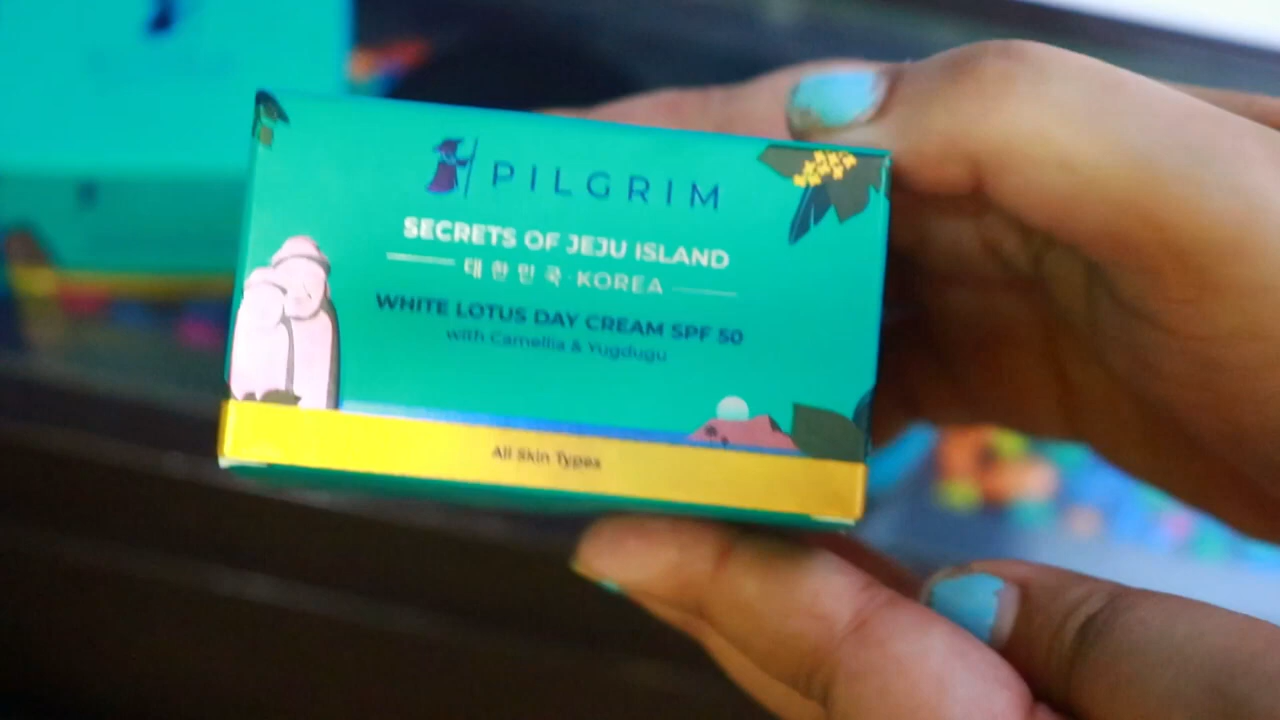 PILGRIM
SECRETS OF JEJU ISLAND
대한민국·KOREA
WHITE LOTUS DAY CREAM SPF 50
with Camellia & Yugdugu
All Skin Types